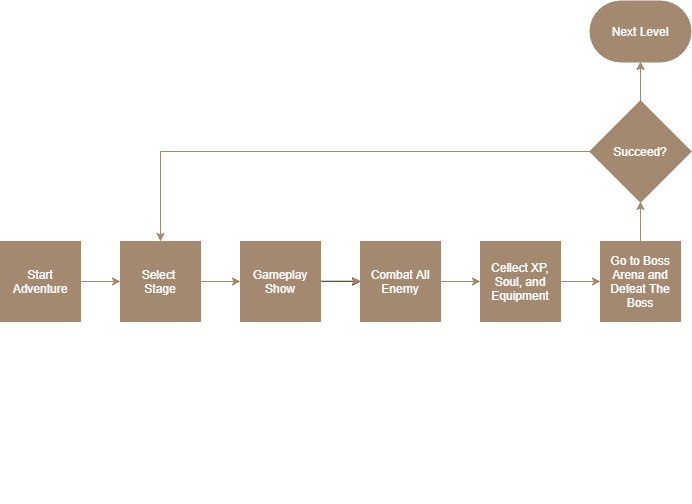 Next Level
Succeed?
Start
Adventure
Select
Stage
Gameplay
Show
Combat All
Enemy
Cellect XP,
Soul, and
Equipment
Go to Boss
Arena and
Defeat The
Boss